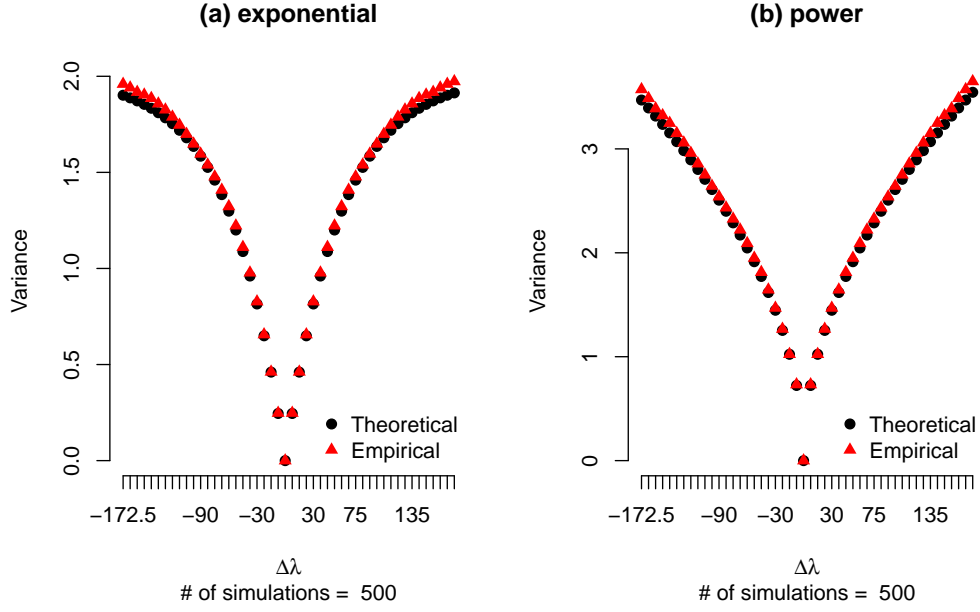 (a) exponential
Variance
2.0
1.5
1.0
0.5
0.0
Theoretical
Empirical
−172.5 −90 −30 30 75 135
Δλ
# of simulations = 500
(b) power
Variance
3
2
1
0
Theoretical
Empirical
−172.5 −90 −30 30 75 135
Δλ
# of simulations = 500